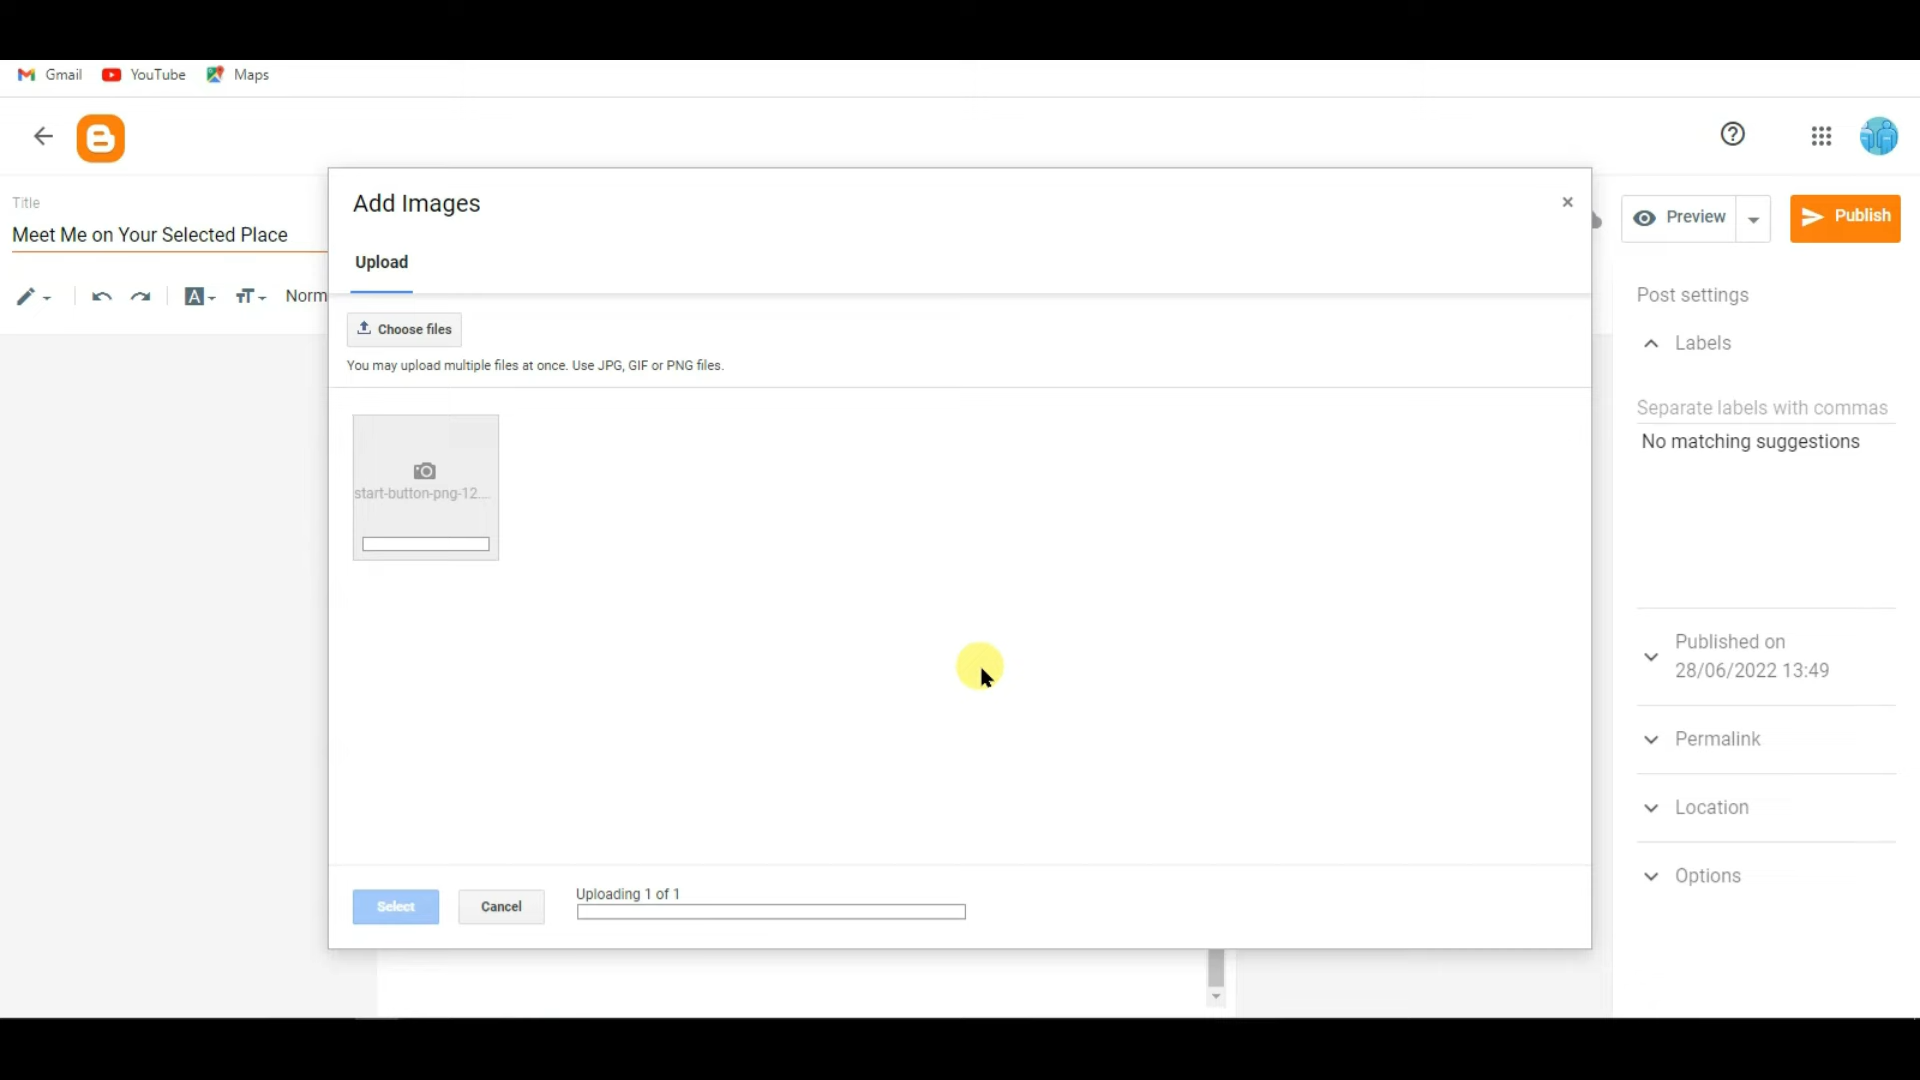 Gmail YouTube Maps
Title
Meet Me on Your Selected Place
Norm
Add Images
Upload
Choose files
You may upload multiple files at once. Use JPG, GIF or PNG files.
start-button-png-12...
Select Cancel
Uploading 1 of 1
Preview Publish
Post settings
Labels
Separate labels with commas
No matching suggestions
Published on
28/06/2022 13:49
Permalink
Location
Options